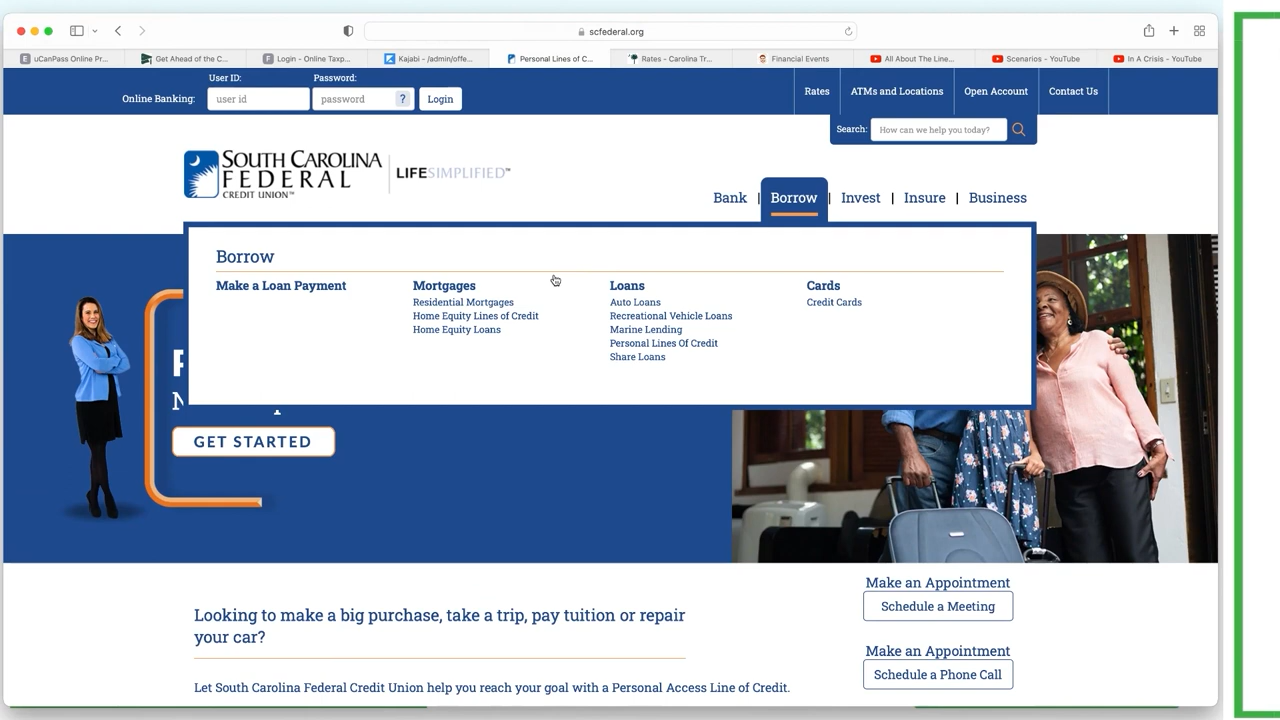 scfederal.org
uCanPass Online Pr...
Get Ahead of the C...
Login - Online Taxp...
Kajabi - /admin/offe...
Personal Lines of C...
Rates - Carolina Tr...
Financial Events
All About The Line...
Scenarios - YouTube
In A Crisis - YouTube
User ID:
Password:
Online Banking:
user id
password
?
Login
Rates
ATMs and Locations
Open Account
Contact Us
Search:
How can we help you today?
SOUTH CAROLINA
FEDERAL
CREDIT UNION™
LIFESIMPLIFIED™
Bank | Borrow | Invest | Insure | Business
Borrow
Make a Loan Payment
Mortgages
Residential Mortgages
Home Equity Lines of Credit
Home Equity Loans
Loans
Auto Loans
Recreational Vehicle Loans
Marine Lending
Personal Lines Of Credit
Share Loans
Cards
Credit Cards
GET STARTED
Looking to make a big purchase, take a trip, pay tuition or repair
your car?
Let South Carolina Federal Credit Union help you reach your goal with a Personal Access Line of Credit.
Make an Appointment
Schedule a Meeting
Make an Appointment
Schedule a Phone Call